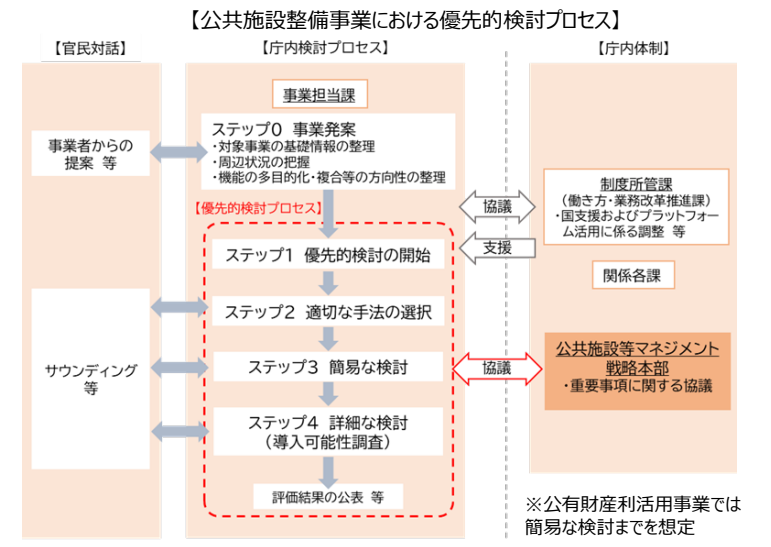 【公共施設整備事業における優先的検討プロセス】
【官民対話】
【庁内検討プロセス】
【庁内体制】
事業担当課
ステップ0 事業発案
・対象事業の基礎情報の整理
・周辺状況の把握
・機能の多目的化・複合等の方向性の整理
事業者からの
提案 等
【優先的検討プロセス】
ステップ1 優先的検討の開始
ステップ2 適切な手法の選択
ステップ3 簡易な検討
ステップ4 詳細な検討
（導入可能性調査）
評価結果の公表 等
サウンディング
等
協議
支援
協議
制度所管課
（働き方・業務改革推進課）
・国支援およびプラットフォー
ム活用に係る調整 等
関係各課
公共施設等マネジメント
戦略本部
・重要事項に関する協議
※公有財産利活用事業では
簡易な検討までを想定